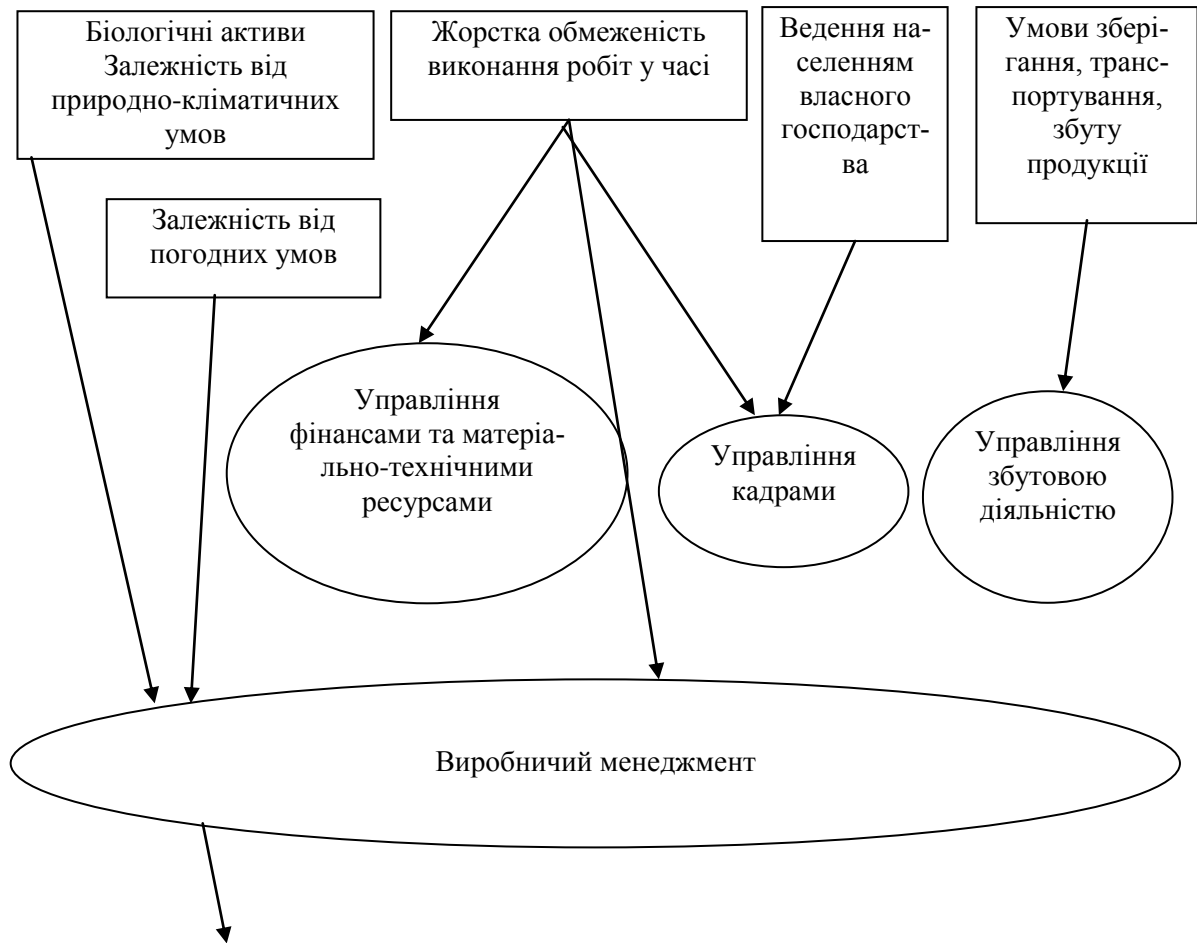 Біологічні активи
Залежність від
природно-кліматичних
умов
Жорстка обмеженість
виконання робіт у часі
Ведення на-
селенням
власного
господарст-
ва
Умови збері-
гання, транс-
портування,
збуту
продукції
Залежність від
погодних умов
Управління
фінансами та матеріа-
льно-технічними
ресурсами
Управління
кадрами
Управління
збутовою
діяльністю
Виробничий менеджмент